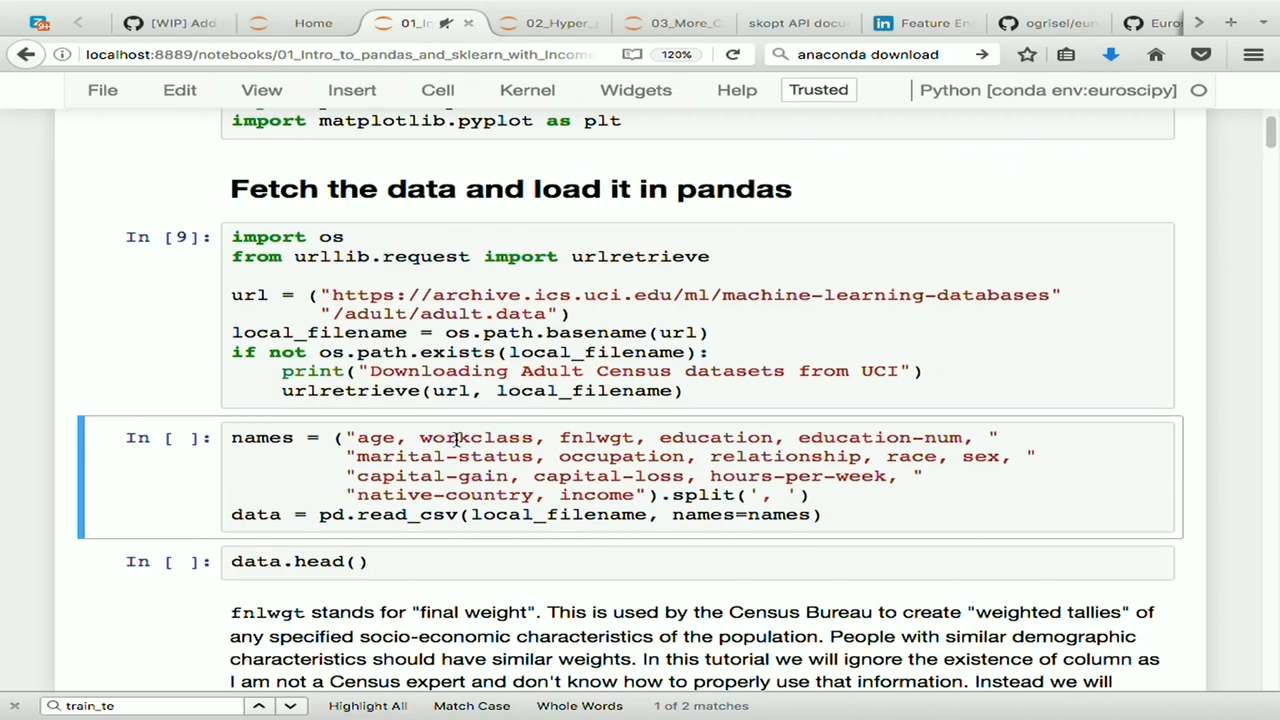 [WIP] Add
Home
01_In
02_Hyper_
03_More_C
skopt API docu
Feature En
ogrisel/eur
Euros
localhost:8889/notebooks/01_Intro_to_pandas_and_sklearn_with_Incom
120%
anaconda download
File Edit View Insert Cell Kernel Widgets Help Trusted Python [conda env:euroscipy]
import matplotlib.pyplot as plt
Fetch the data and load it in pandas
In [9]:
import os
from urllib.request import urlretrieve
url = ("https://archive.ics.uci.edu/ml/machine-learning-databases"
"/adult/adult.data")
local_filename = os.path.basename(url)
if not os.path.exists(local_filename):
print("Downloading Adult Census datasets from UCI")
urlretrieve(url, local_filename)
In [ ]:
names = ("age, workclass, fnlwgt, education, education-num, "
"marital-status, occupation, relationship, race, sex, "
"capital-gain, capital-loss, hours-per-week, "
"native-country, income").split(', ')
data = pd.read_csv(local_filename, names=names)
In [ ]:
data.head()
fnlwgt stands for "final weight". This is used by the Census Bureau to create "weighted tallies" of
any specified socio-economic characteristics of the population. People with similar demographic
characteristics should have similar weights. In this tutorial we will ignore the existence of column as
I am not a Census expert and don't know how to properly use that information. Instead we will
train_te
Highlight All Match Case Whole Words 1 of 2 matches